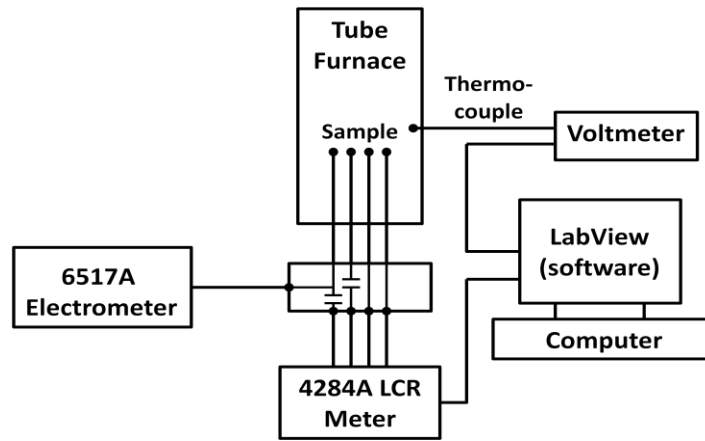 Tube
Furnace
Thermo-
couple
Sample
Voltmeter
LabView
(software)
6517A
Electrometer
Computer
4284A LCR
Meter